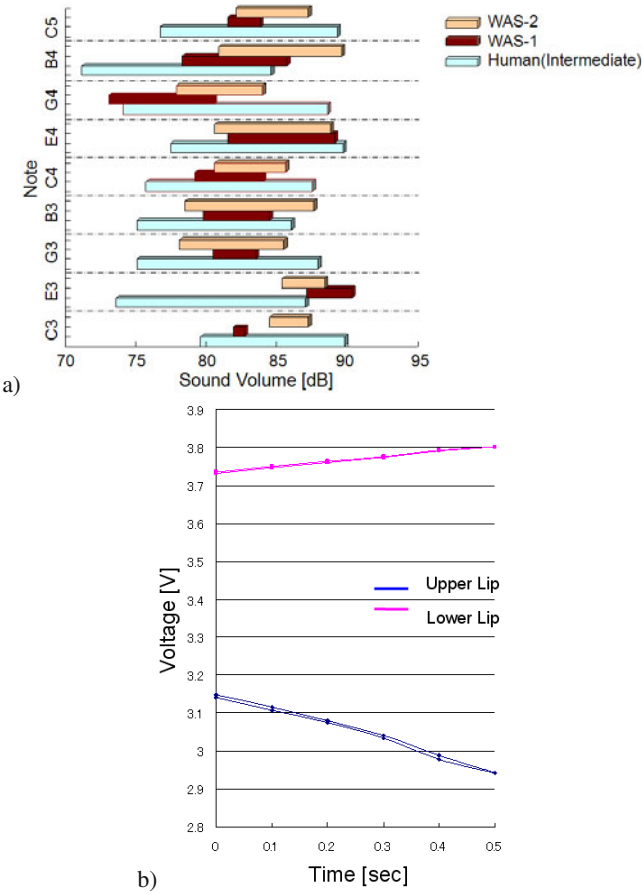 WAS-2
WAS-1
Human(Intermediate)
Note
C5
B4
G4
E4
C4
B3
G3
E3
C3
70 75 80 85 90 95
Sound Volume [dB]
a)
3.9
3.8
3.7
3.6
3.5
3.4
3.3
3.2
3.1
3
2.9
2.8
Voltage [V]
Upper Lip
Lower Lip
0 0.1 0.2 0.3 0.4 0.5
Time [sec]
b)